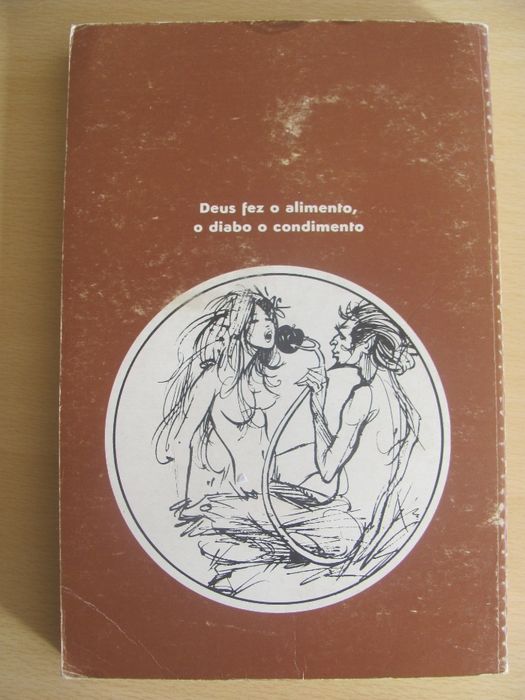 Deus fez o alimento,
o diabo o condimento